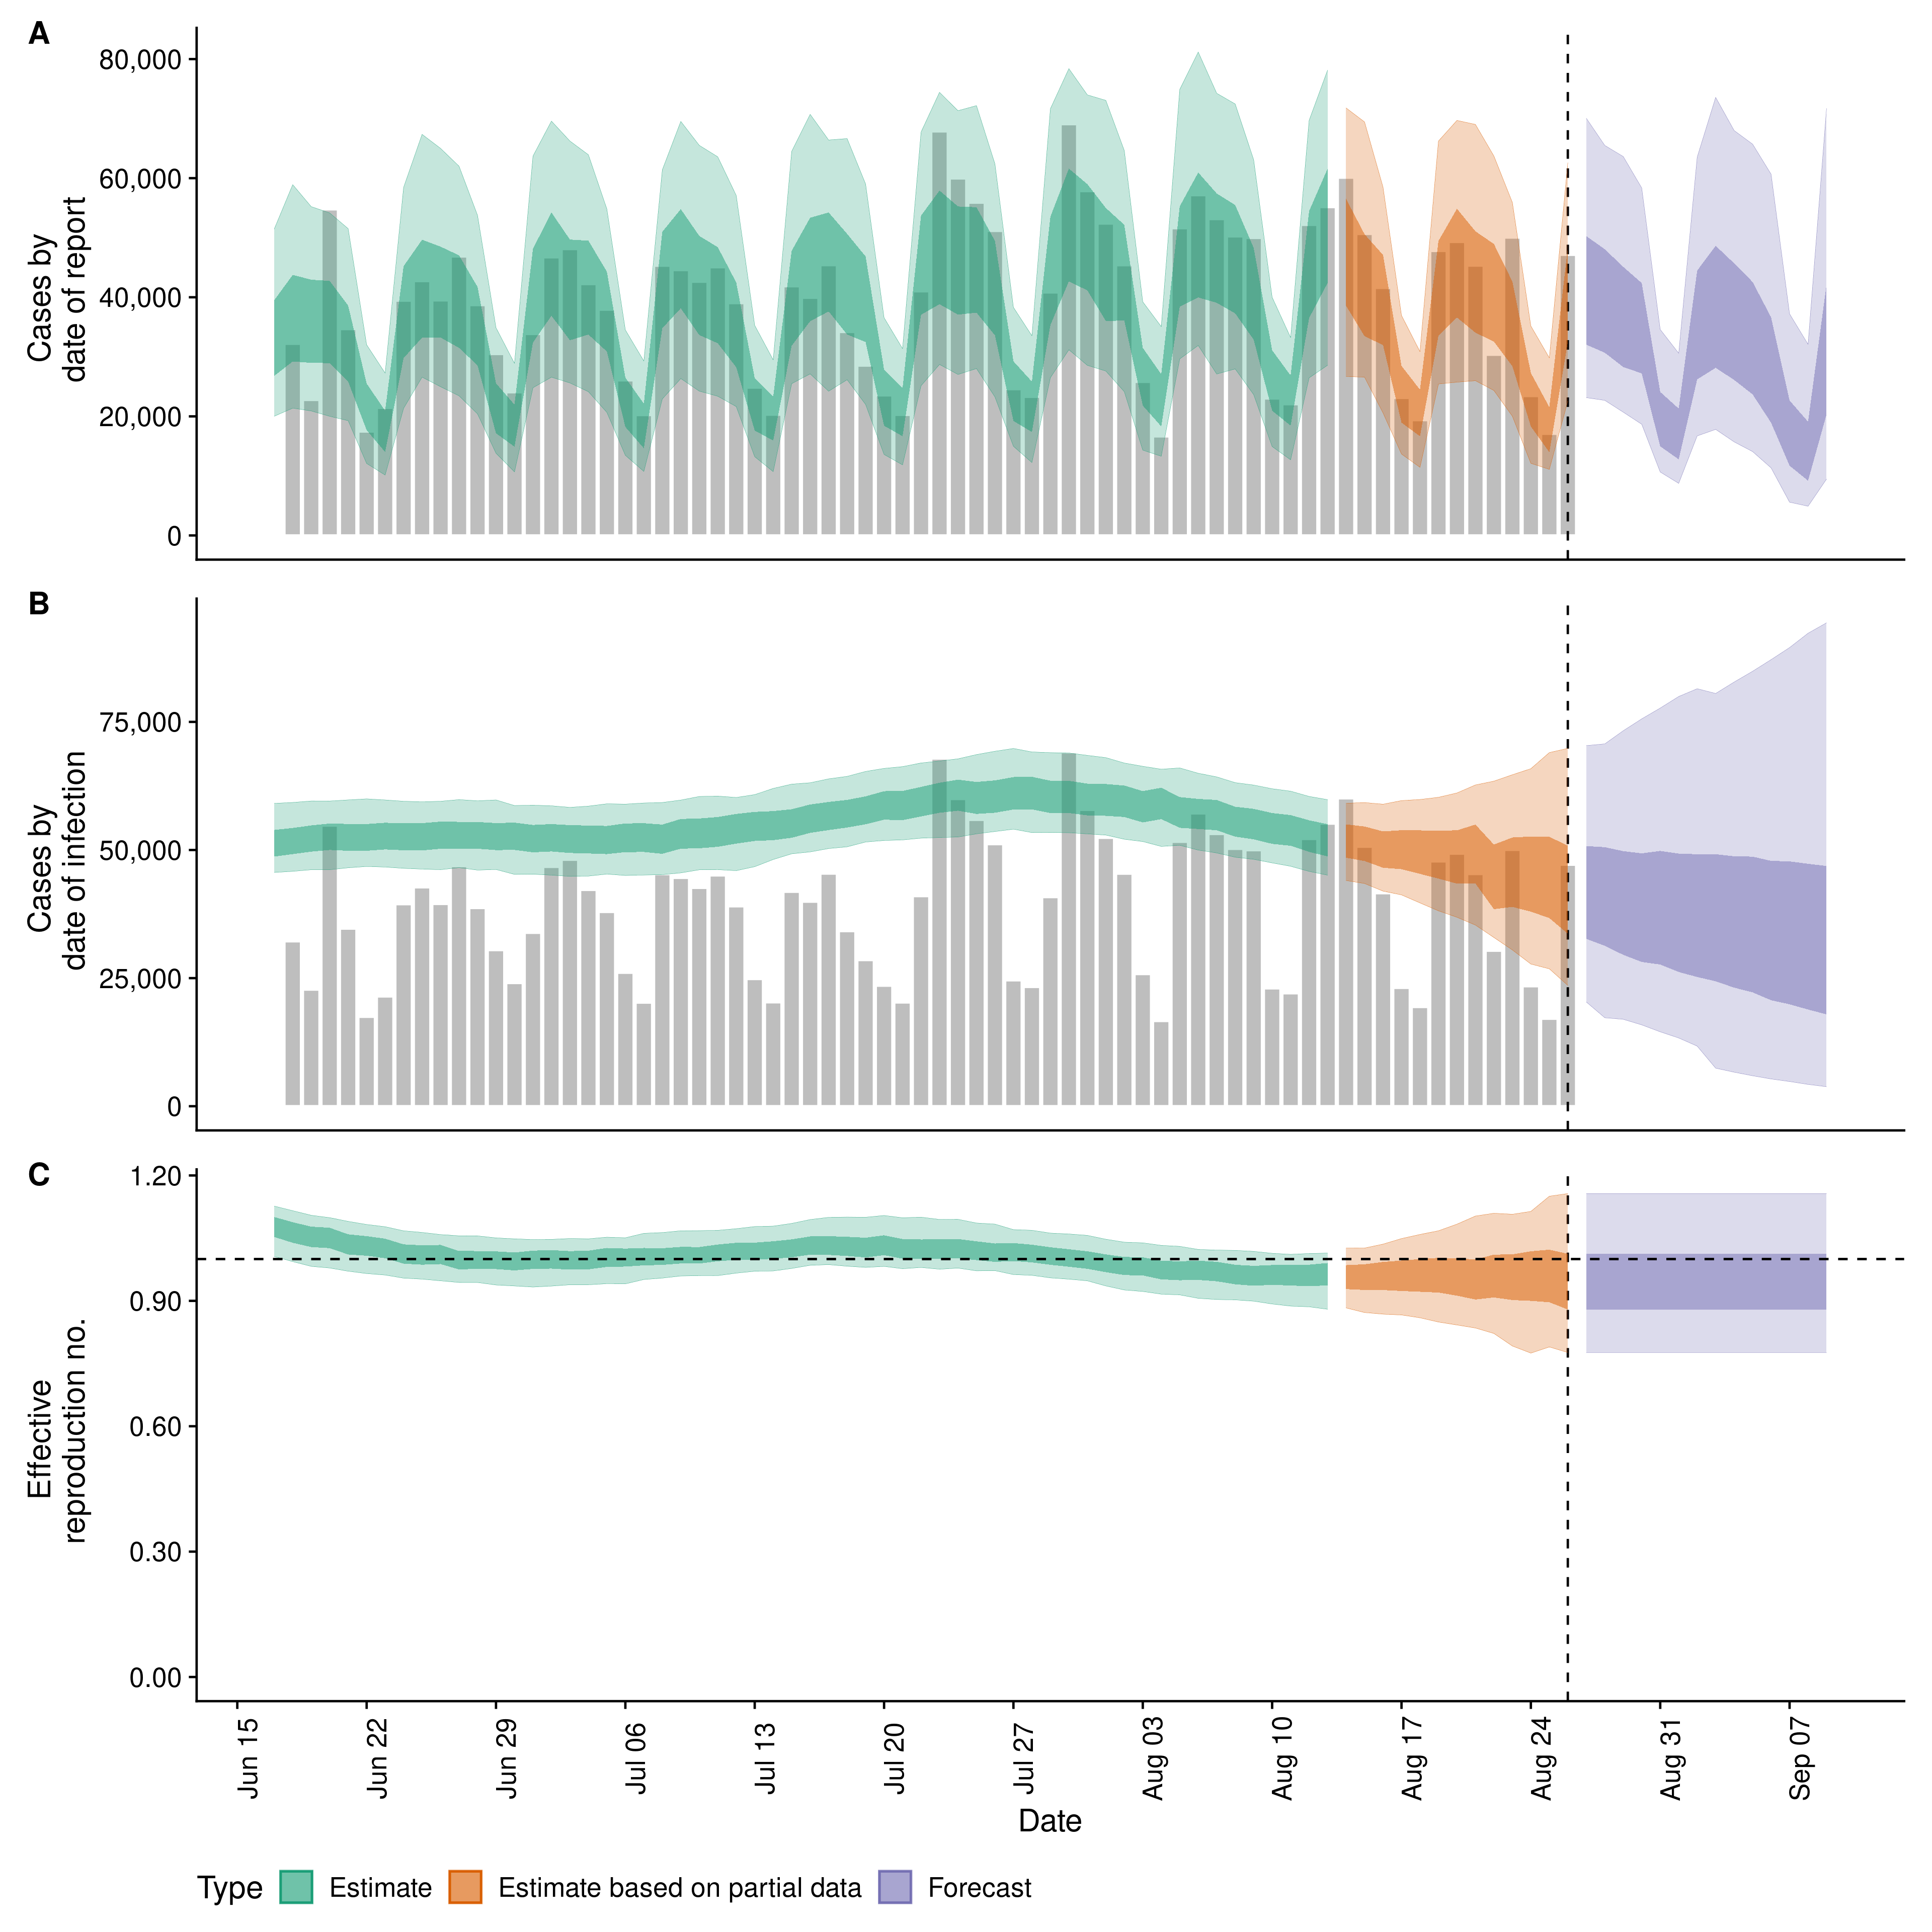 A
80,000
60,000
40,000
20,000
0
Cases by
date of report
B
75,000
50,000
25,000
0
Cases by
date of infection
C
1.20
0.90
0.60
0.30
0.00
Effective
reproduction no.
Jun 15
Jun 22
Jun 29
Jul 06
Jul 13
Jul 20
Jul 27
Aug 03
Aug 10
Aug 17
Aug 24
Aug 31
Sep 07
Date
Type Estimate Estimate based on partial data Forecast